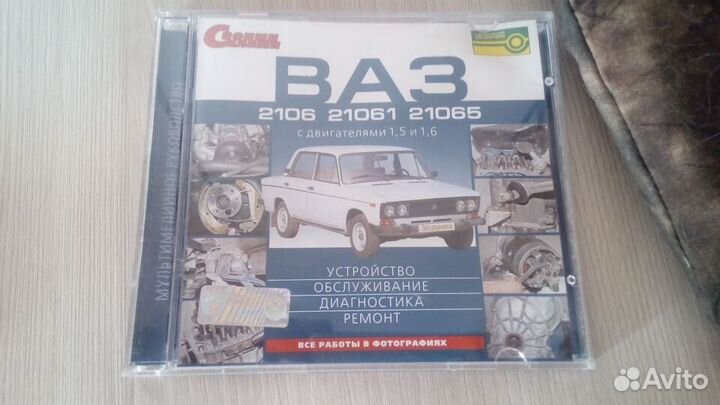 МУЛЬТИМЕДИЙНОЕ РУКОВОДСТВО
ВАЗ
2106 21061 21065
с двигателями 1,5 и 1,6
УСТРОЙСТВО
ОБСЛУЖИВАНИЕ
ДИАГНОСТИКА
РЕМОНТ
ВСЕ РАБОТЫ В ФОТОГРАФИЯХ
Avito